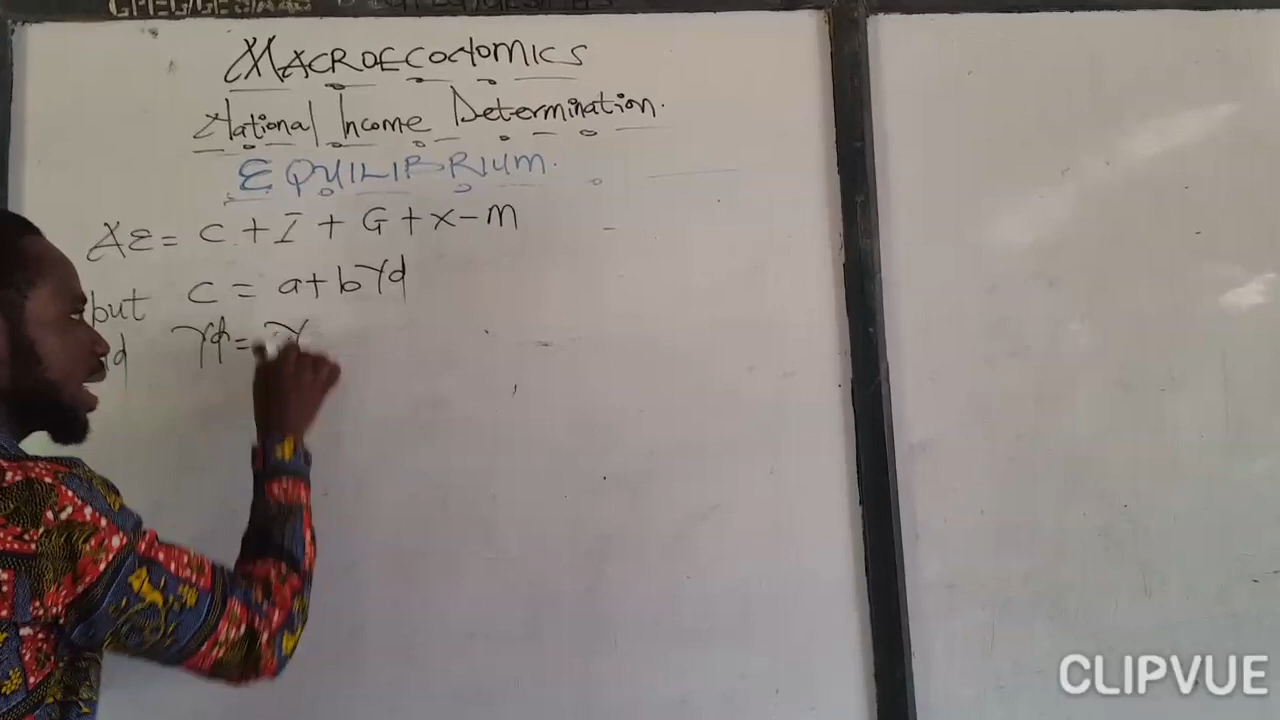 MACROECONOMICS
National Income Determination.
EQUILIBRIUM.
AE = C + I + G + X - M
but C = a + bYd
Yd = Y
CLIPVUE